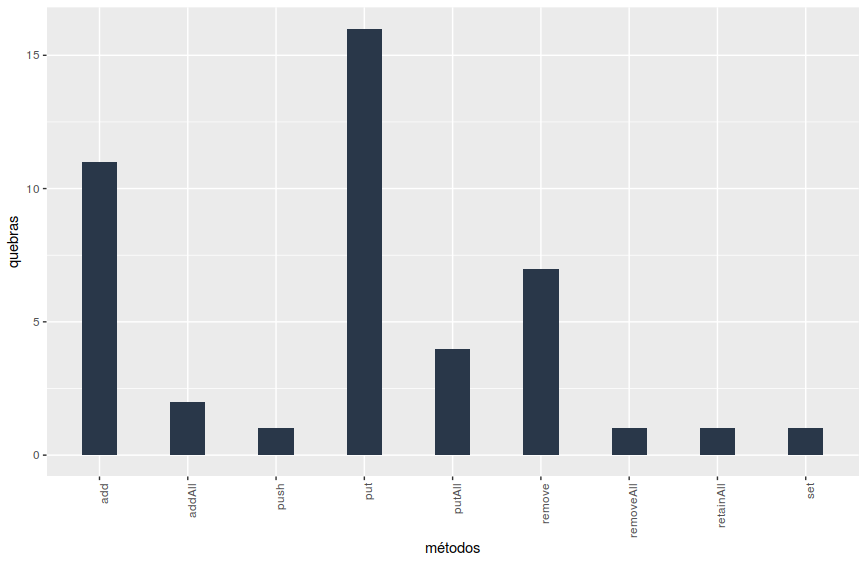 quebras
15
10
5
0
add
addAll
push
put
putAll
remove
removeAll
retainAll
set
métodos